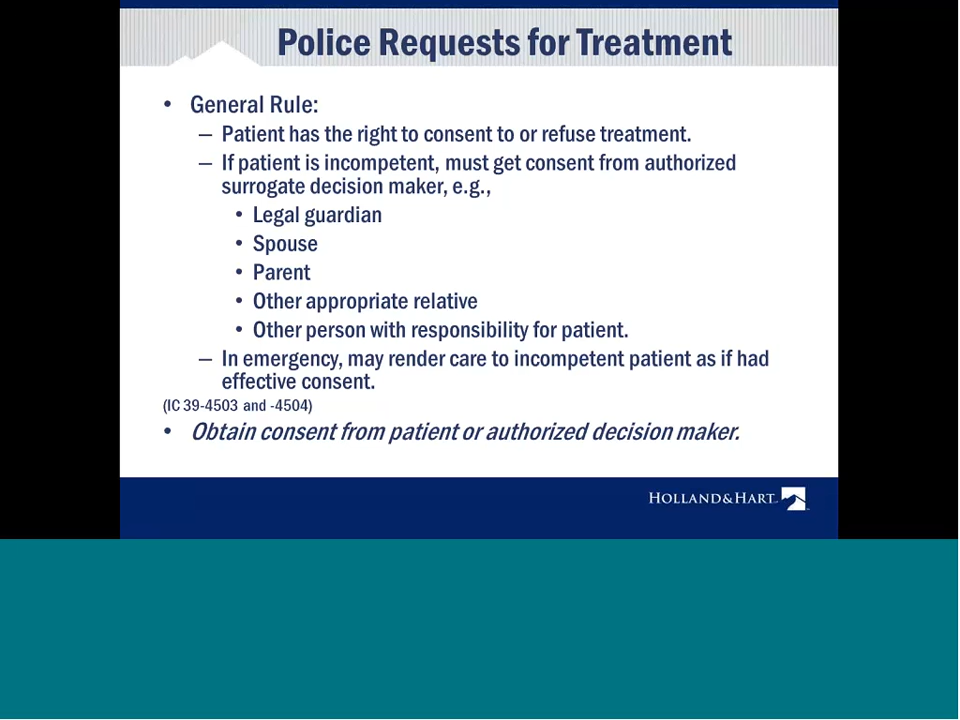 Police Requests for Treatment
• General Rule:
– Patient has the right to consent to or refuse treatment.
– If patient is incompetent, must get consent from authorized
surrogate decision maker, e.g.,
• Legal guardian
• Spouse
• Parent
• Other appropriate relative
• Other person with responsibility for patient.
– In emergency, may render care to incompetent patient as if had
effective consent.
(IC 39-4503 and -4504)
• Obtain consent from patient or authorized decision maker.
HOLLAND&HART